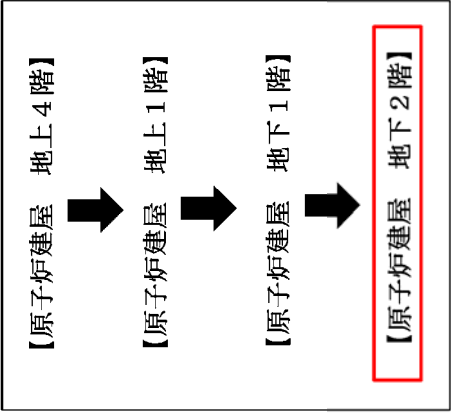 【原子炉建屋 地上4階】
【原子炉建屋 地上1階】
【原子炉建屋 地下1階】
【原子炉建屋 地下2階】